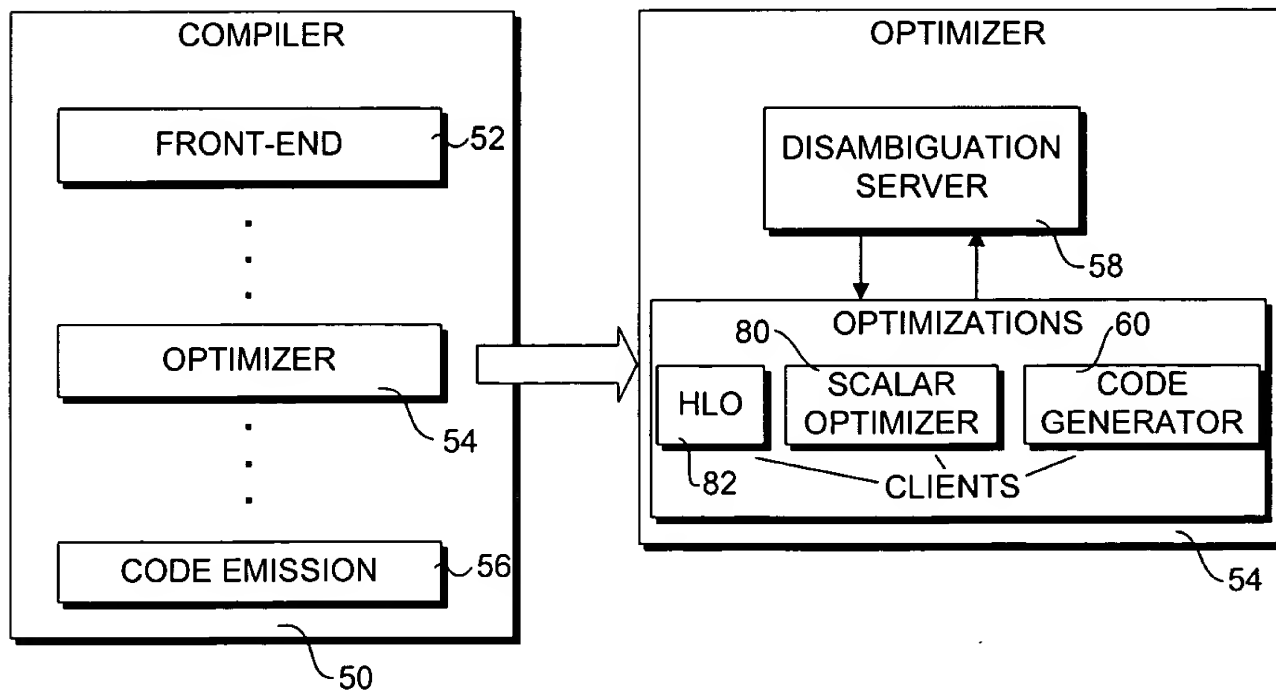 COMPILER
FRONT-END
52
OPTIMIZER
54
CODE EMISSION
56
50
OPTIMIZER
DISAMBIGUATION
SERVER
58
OPTIMIZATIONS
80
60
HLO
82
SCALAR
OPTIMIZER
CODE
GENERATOR
CLIENTS
54